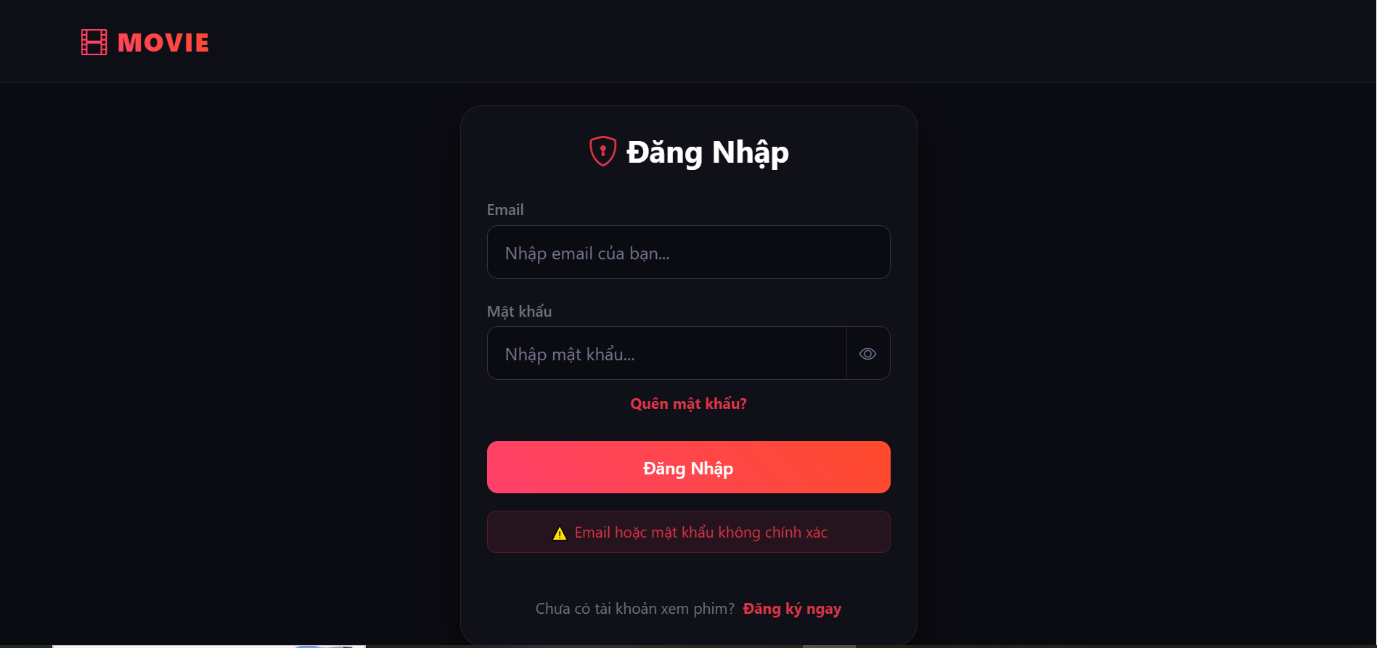 MOVIE
Đăng Nhập
Email
Nhập email của bạn...
Mật khẩu
Nhập mật khẩu...
Quên mật khẩu?
Đăng Nhập
⚠️ Email hoặc mật khẩu không chính xác
Chưa có tài khoản xem phim? Đăng ký ngay